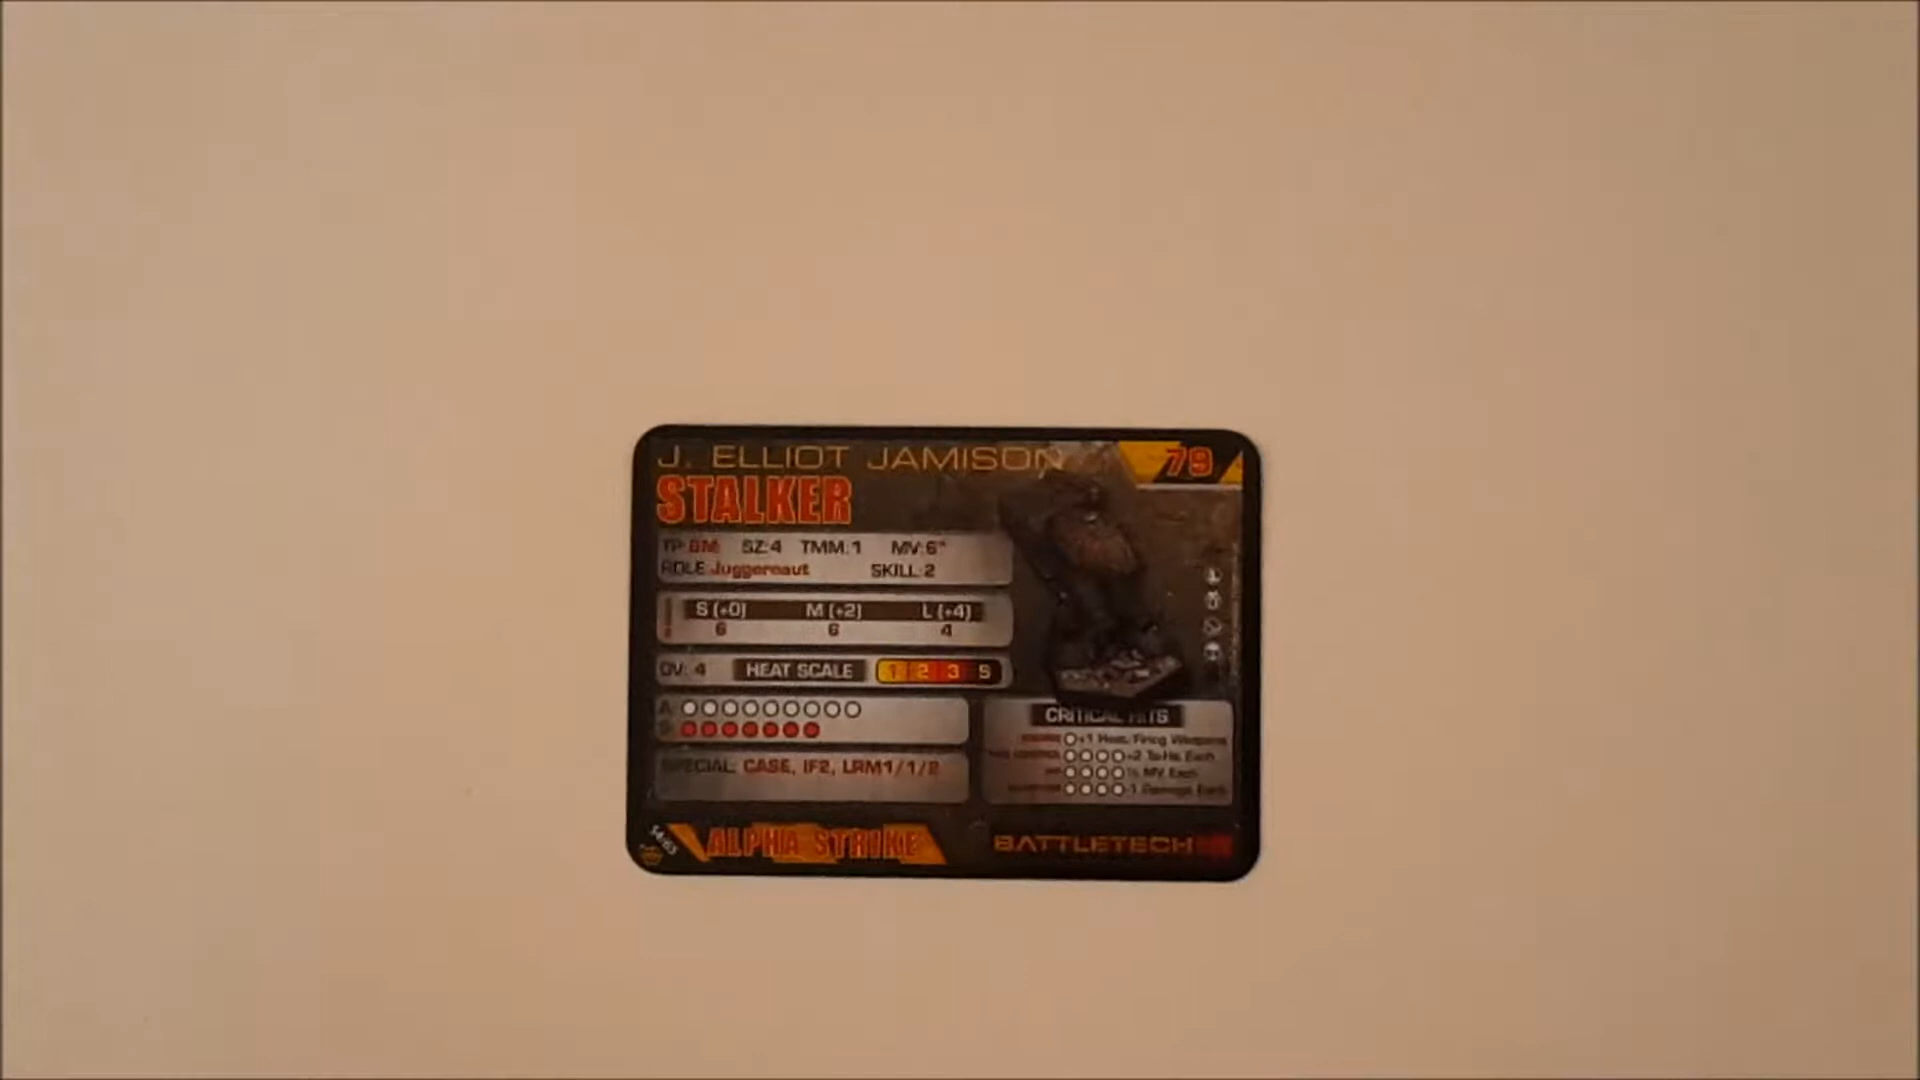 J. ELLIOT JAMISON 79
STALKER
TP: BM SZ: 4 TMM: 1 MV: 6"
ROLE: Juggernaut SKILL: 2
S (+0) M (+2) L (+4)
6 6 4
OV: 4 HEAT SCALE 1 2 3 S
A:
S:
SPECIAL: CASE, IF2, LRM1/1/2
CRITICAL HITS
+1 Heat/Firing Weapons
+2 To-Hit Each
½ MV Each
-1 Damage Each
54/63
ALPHA STRIKE
BATTLETECH